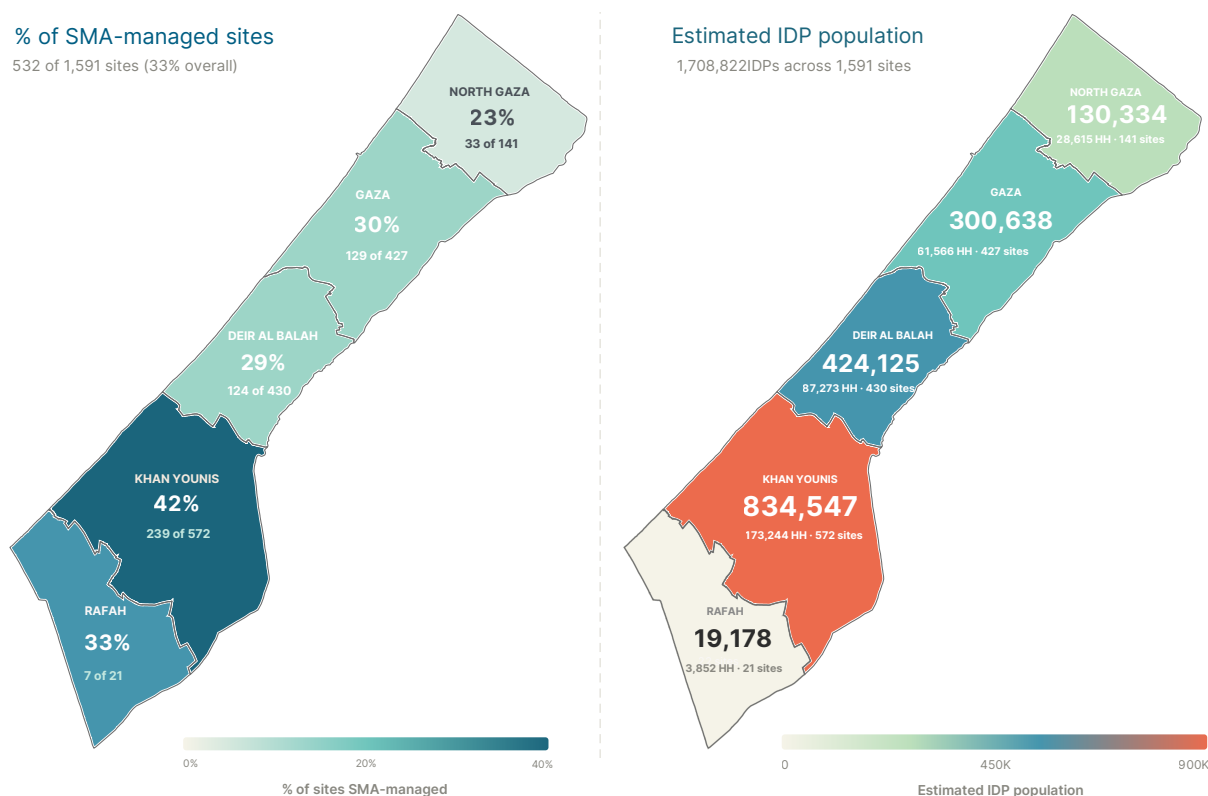 % of SMA-managed sites
532 of 1,591 sites (33% overall)
NORTH GAZA
23%
33 of 141
GAZA
30%
129 of 427
DEIR AL BALAH
29%
124 of 430
KHAN YOUNIS
42%
239 of 572
RAFAH
33%
7 of 21
0%
20%
40%
% of sites SMA-managed
Estimated IDP population
1,708,822IDPs across 1,591 sites
NORTH GAZA
130,334
28,615 HH · 141 sites
GAZA
300,638
61,566 HH · 427 sites
DEIR AL BALAH
424,125
87,273 HH · 430 sites
KHAN YOUNIS
834,547
173,244 HH · 572 sites
RAFAH
19,178
3,852 HH · 21 sites
0
450K
900K
Estimated IDP population